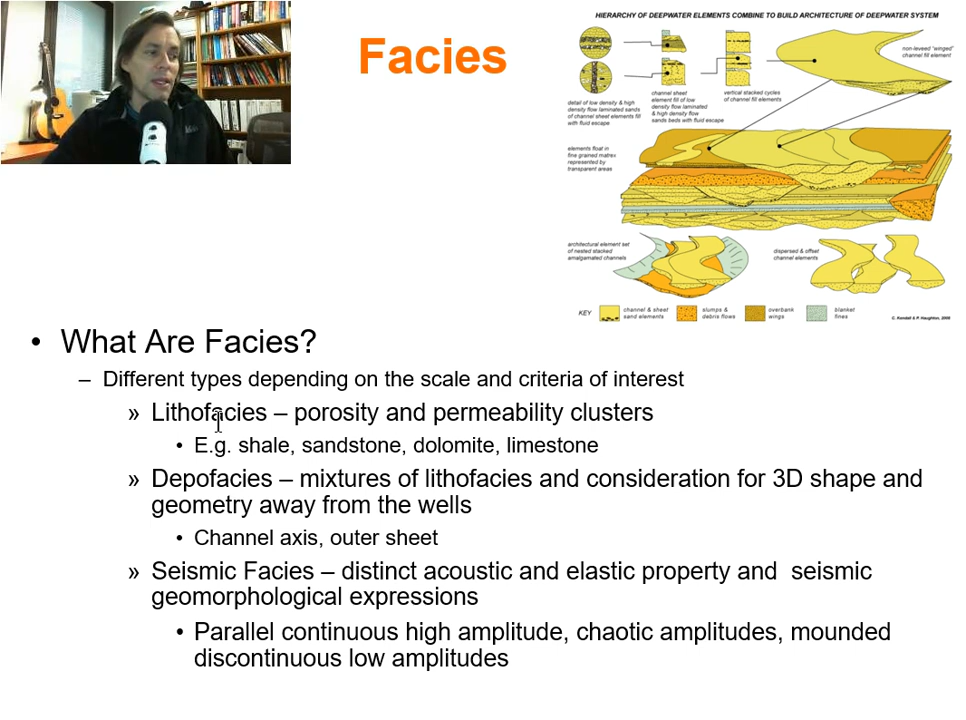 Facies
HIERARCHY OF DEEPWATER ELEMENTS COMBINE TO BUILD ARCHITECTURE OF DEEPWATER SYSTEM
non-leveed "winged"
channel fill element
detail of low density & high
density flow laminated sands
of channel sheet elements fill
with fluid escape
channel sheet
element fill of low
density flow laminated
& high density flow
sands beds with fluid escape
vertical stacked cycles
of channel fill elements
elements float in
fine grained matrix
represented by
transparent areas
architectural element set
of nested stacked
amalgamated channels
dispersed & offset
channel elements
KEY
channel & sheet
sand elements
slumps &
debris flows
overbank
wings
blanket
fines
C. Kendall & P. Haughton, 2006
• What Are Facies?
– Different types depending on the scale and criteria of interest
» Lithofacies – porosity and permeability clusters
• E.g. shale, sandstone, dolomite, limestone
» Depofacies – mixtures of lithofacies and consideration for 3D shape and
geometry away from the wells
• Channel axis, outer sheet
» Seismic Facies – distinct acoustic and elastic property and seismic
geomorphological expressions
• Parallel continuous high amplitude, chaotic amplitudes, mounded
discontinuous low amplitudes